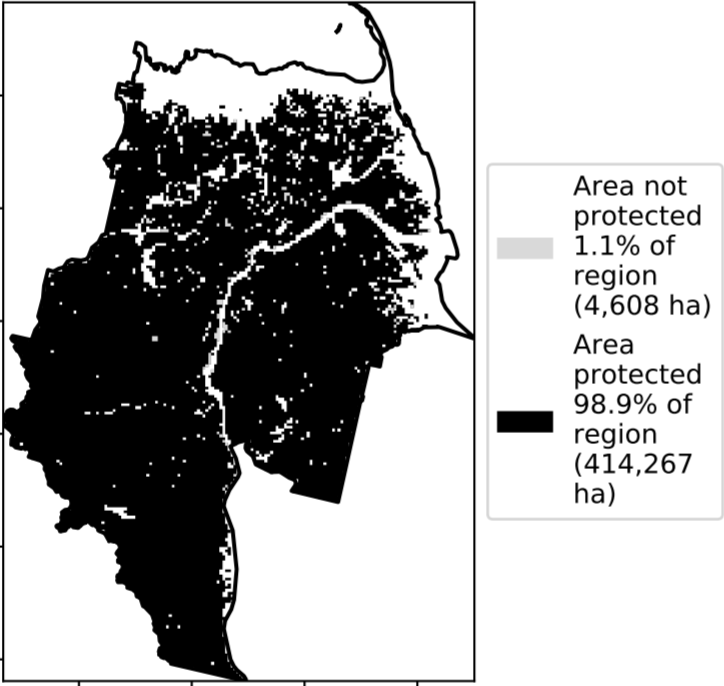 Area not
protected
1.1% of
region
(4,608 ha)
Area
protected
98.9% of
region
(414,267
ha)